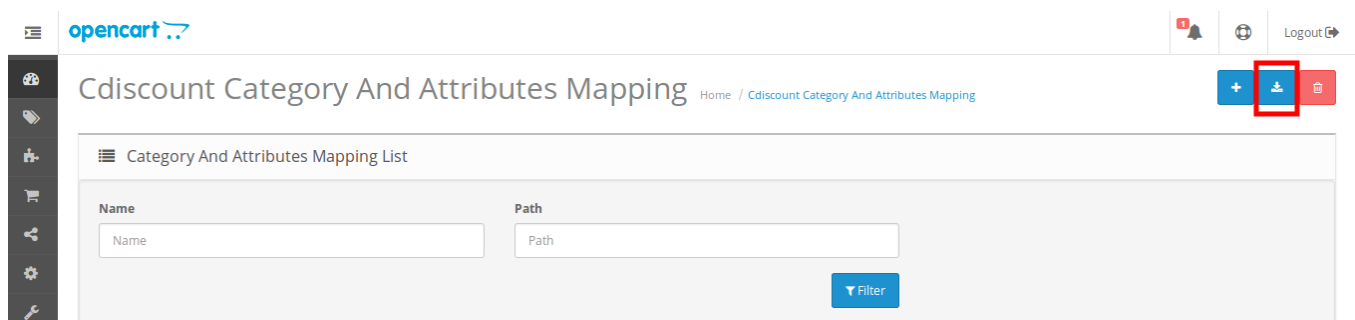 opencart
1
Logout
Cdiscount Category And Attributes Mapping
Home / Cdiscount Category And Attributes Mapping
Category And Attributes Mapping List
Name
Path
Name
Path
Filter